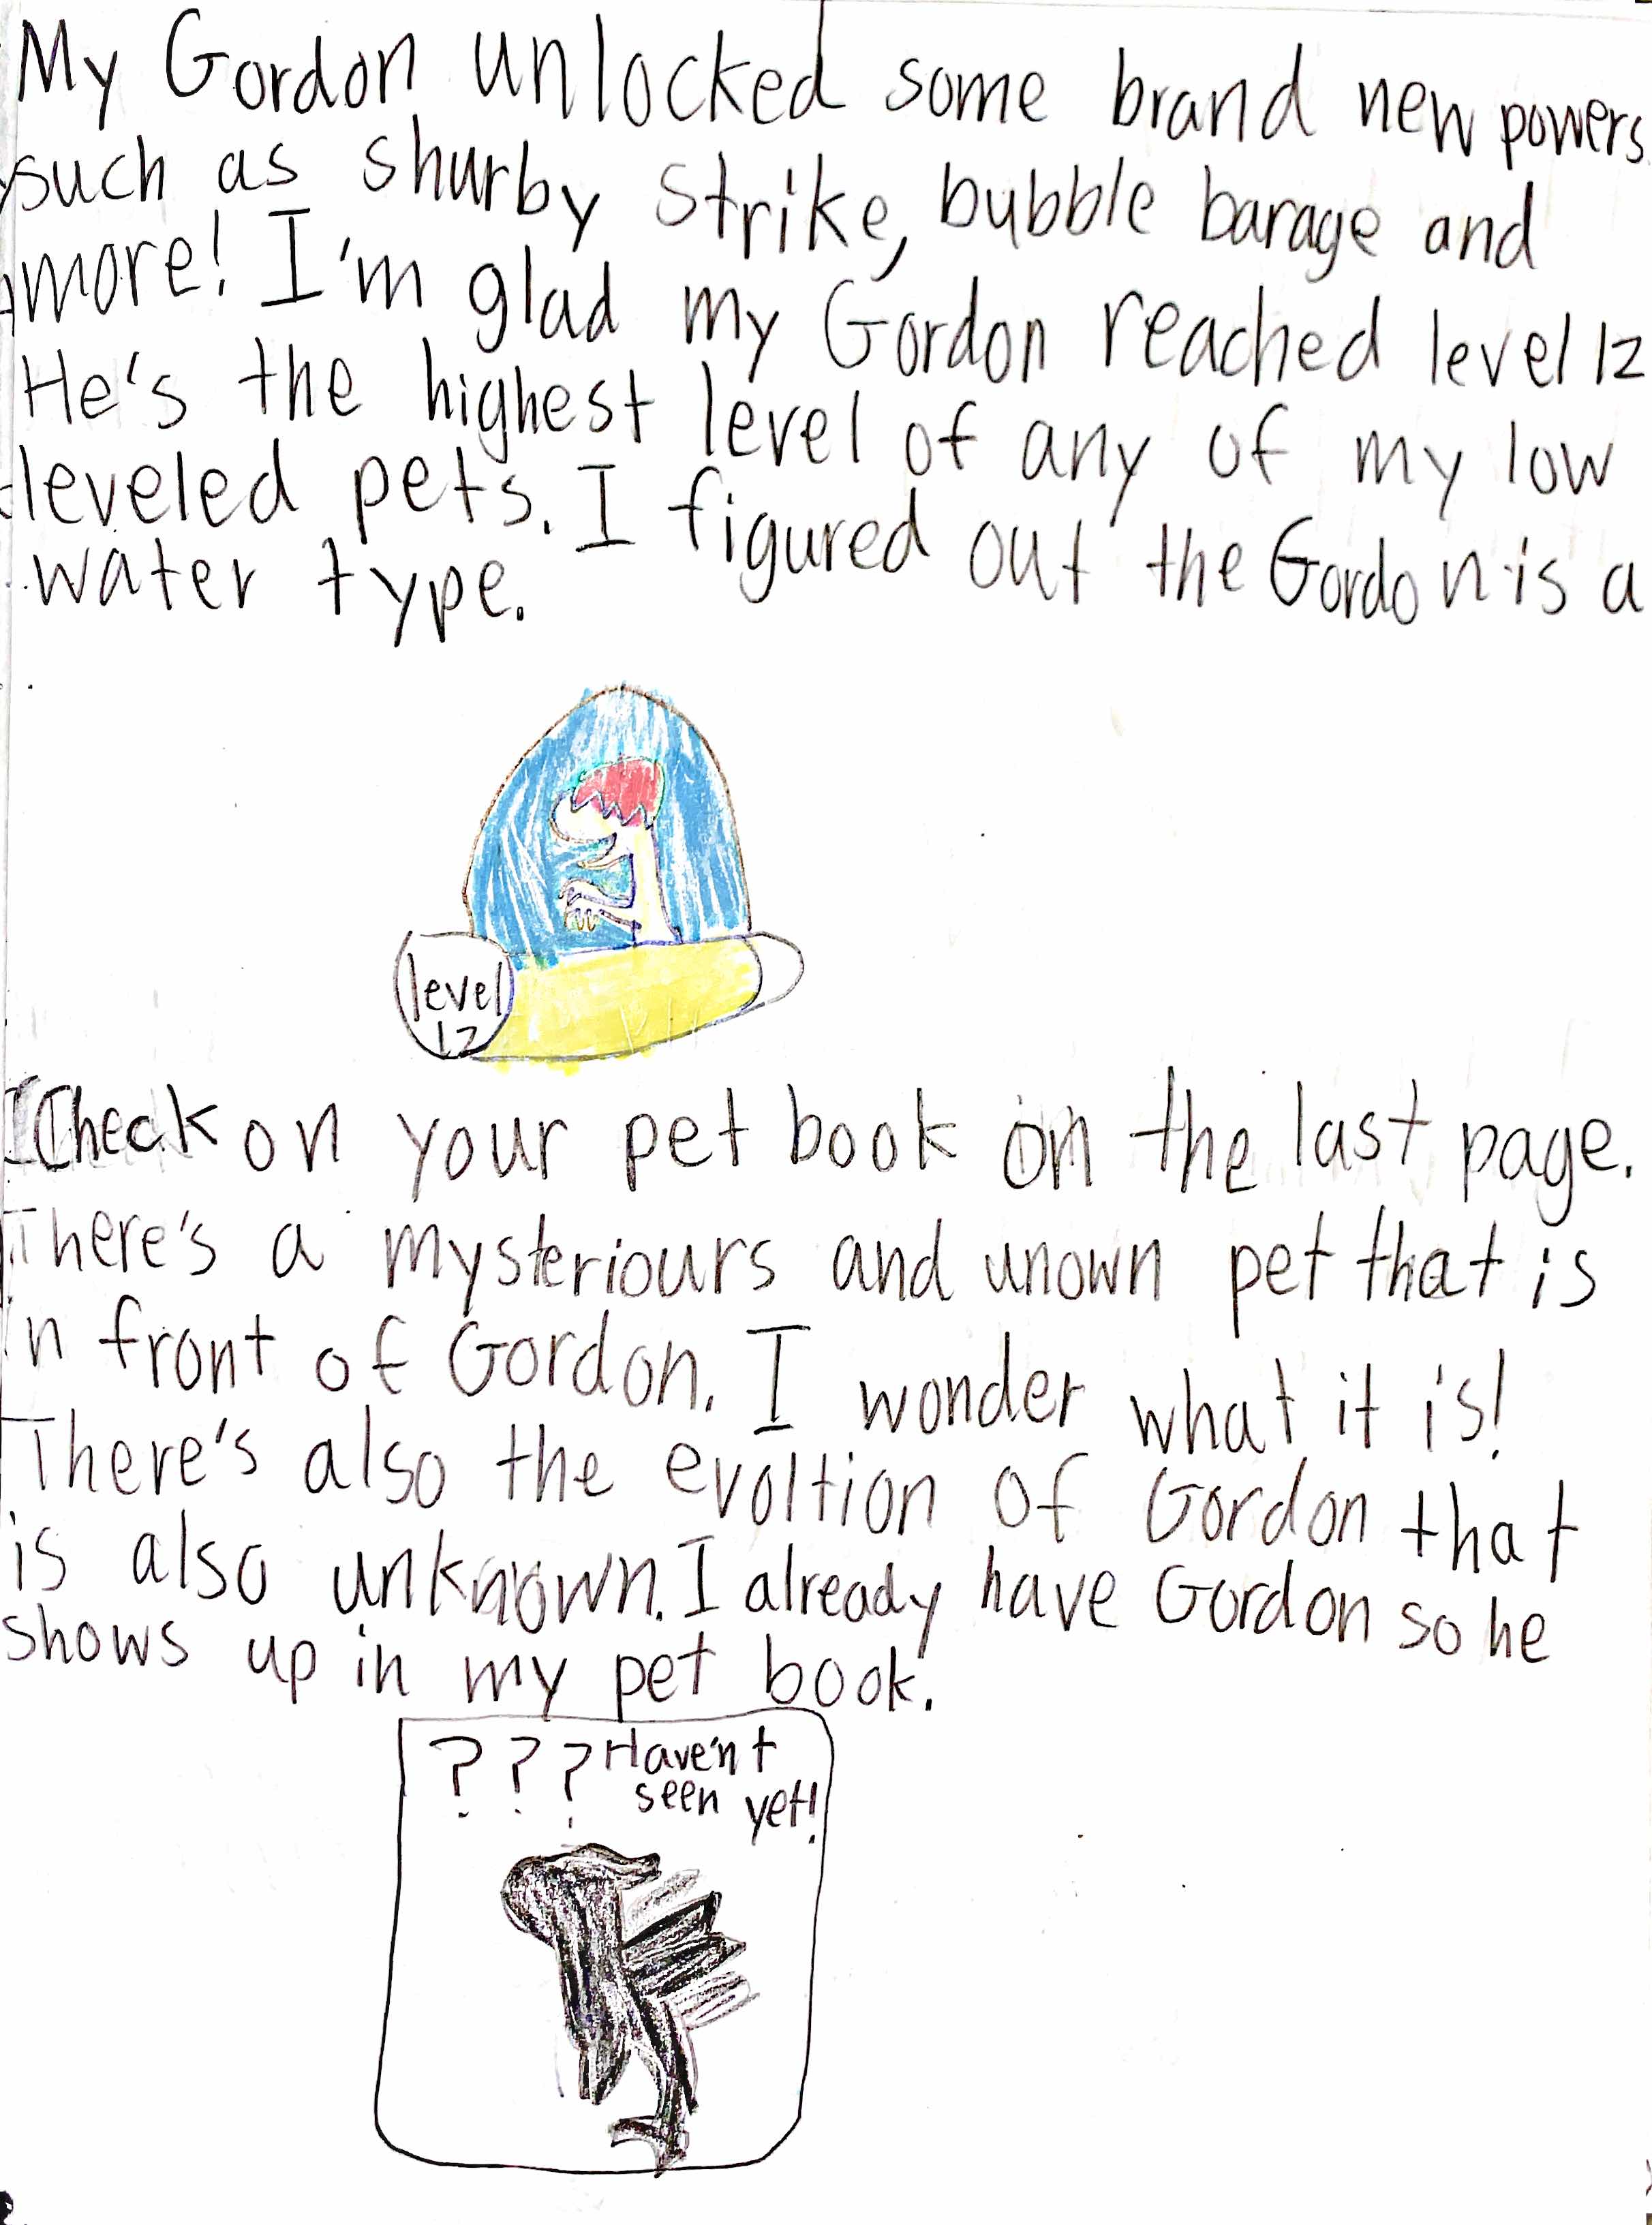 My Gordon unlocked some brand new powers
such as shurby strike, bubble barage and
more! I'm glad my Gordon reached level 12
He's the highest level of any of my low
leveled pets. I figured out the Gordon is a
water type.
level
12
Check on your pet book on the last page.
There's a mysteriours and unown pet that is
in front of Gordon. I wonder what it is!
There's also the evoltion of Gordon that
is also unknown. I already have Gordon so he
shows up in my pet book.
? ? ? Haven't
seen yet!